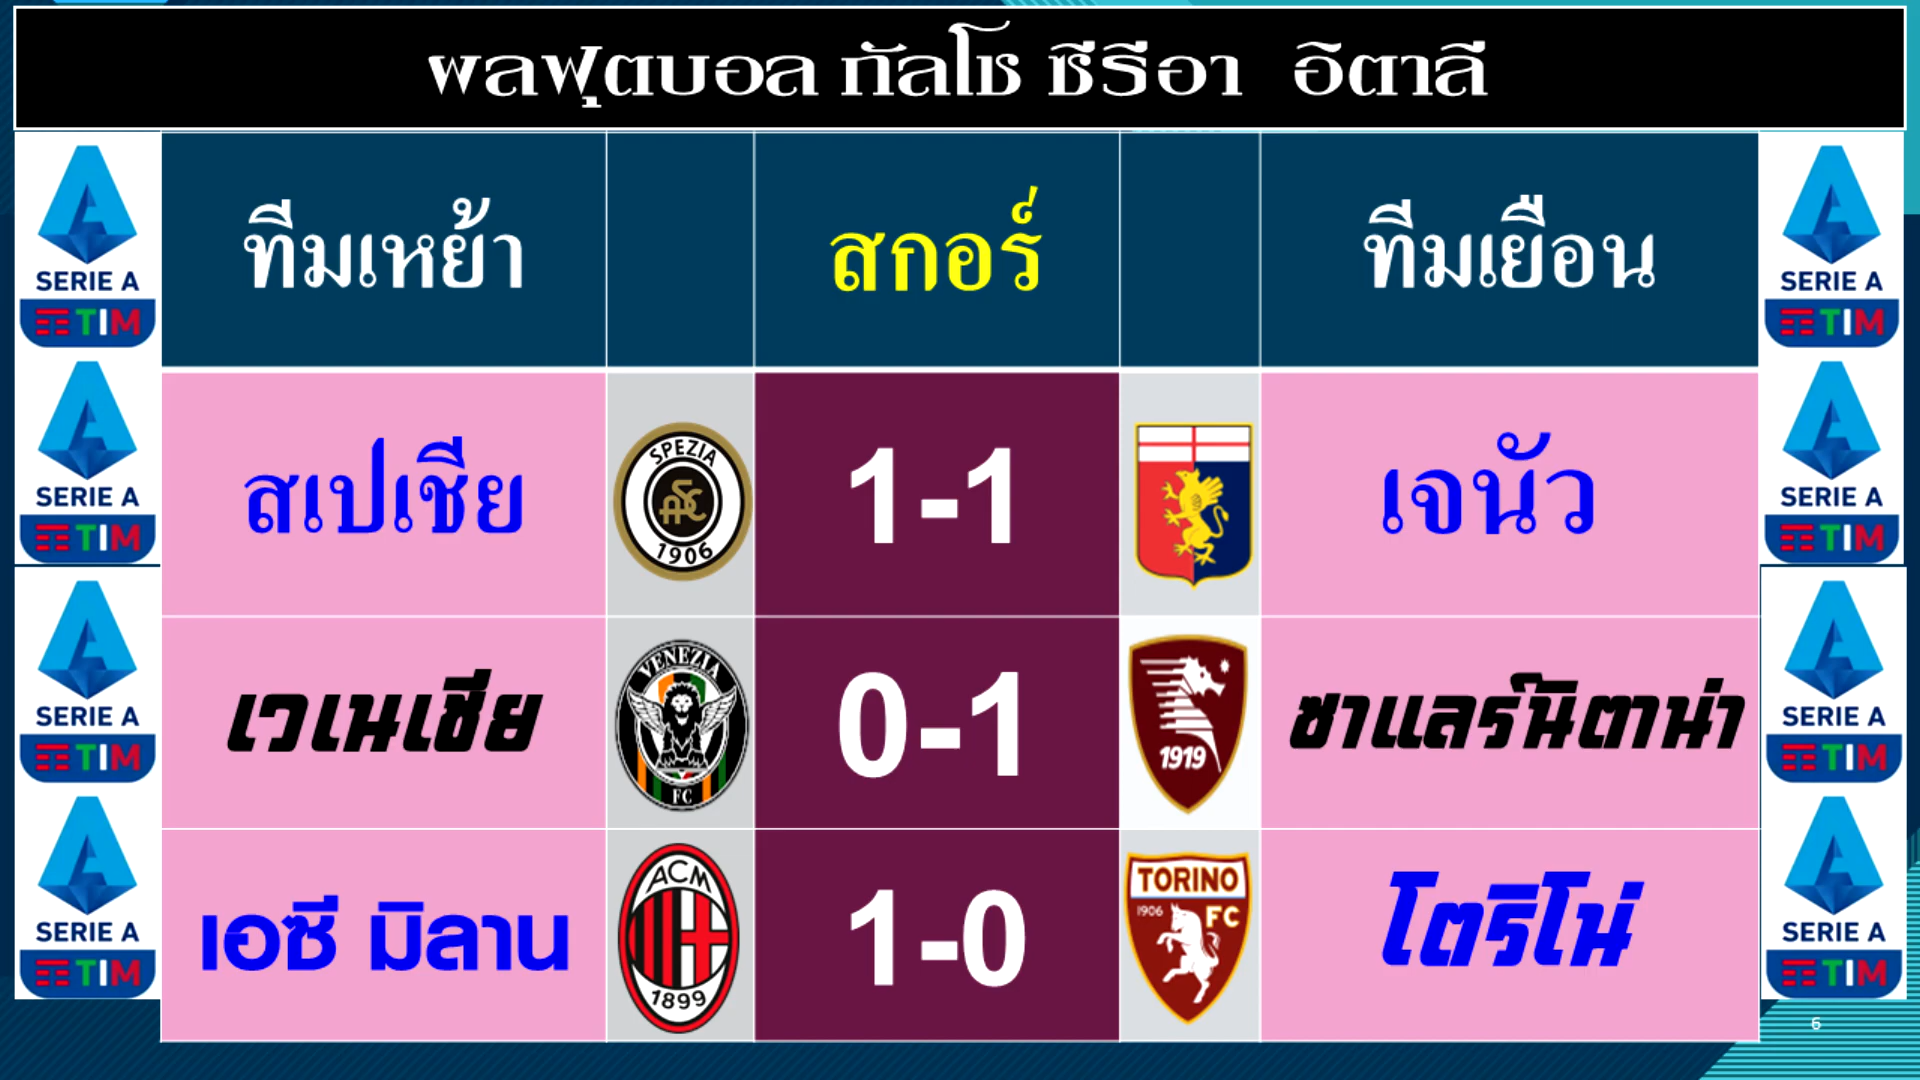 ผลฟุตบอล กัลโช ซีรีอา อิตาลี
ทีมเหย้า สกอร์ ทีมเยือน
สเปเชีย SPEZIA 1906 1-1 เจนัว
เวเนเชีย VENEZIA FC 0-1 1919 ซาแลร์นิตาน่า
เอซี มิลาน ACM 1899 1-0 TORINO 1906 FC โตริโน่
SERIE A
TIM
SERIE A
TIM
SERIE A
TIM
SERIE A
TIM
SERIE A
TIM
SERIE A
TIM
SERIE A
TIM
SERIE A
TIM
6